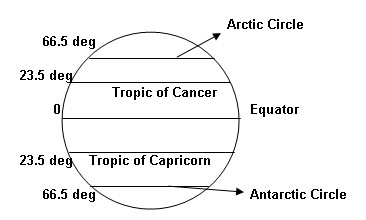 Arctic Circle
66.5 deg
23.5 deg
Tropic of Cancer
0
Equator
23.5 deg
Tropic of Capricorn
66.5 deg
Antarctic Circle